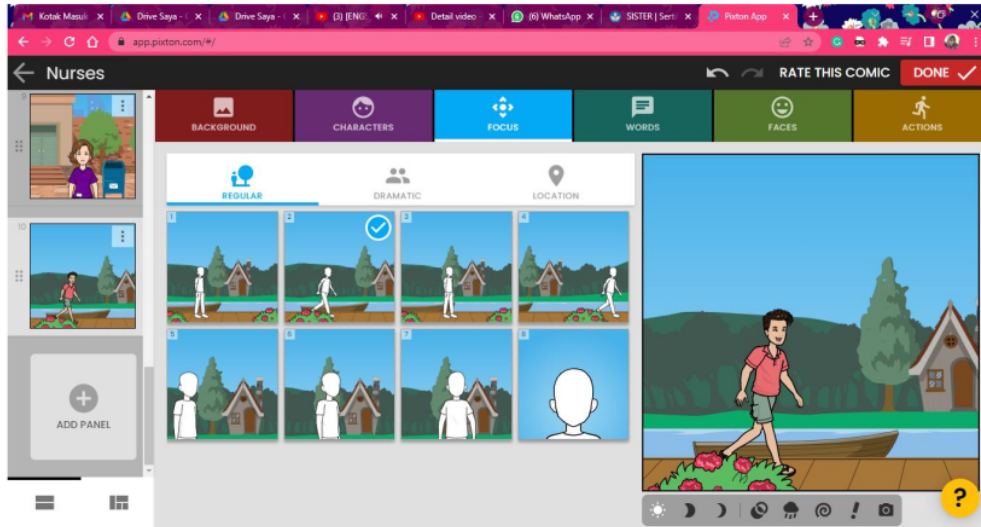 Kotak Masuk
Drive Saya - G
Drive Saya - G
(3) [ENG
Detail video -
(6) WhatsApp
SISTER | Serti
Pixton App
app.pixton.com/#/
Nurses
RATE THIS COMIC
DONE
9
BACKGROUND
CHARACTERS
FOCUS
WORDS
FACES
ACTIONS
REGULAR
DRAMATIC
LOCATION
10
1
2
3
4
5
6
7
8
ADD PANEL
?